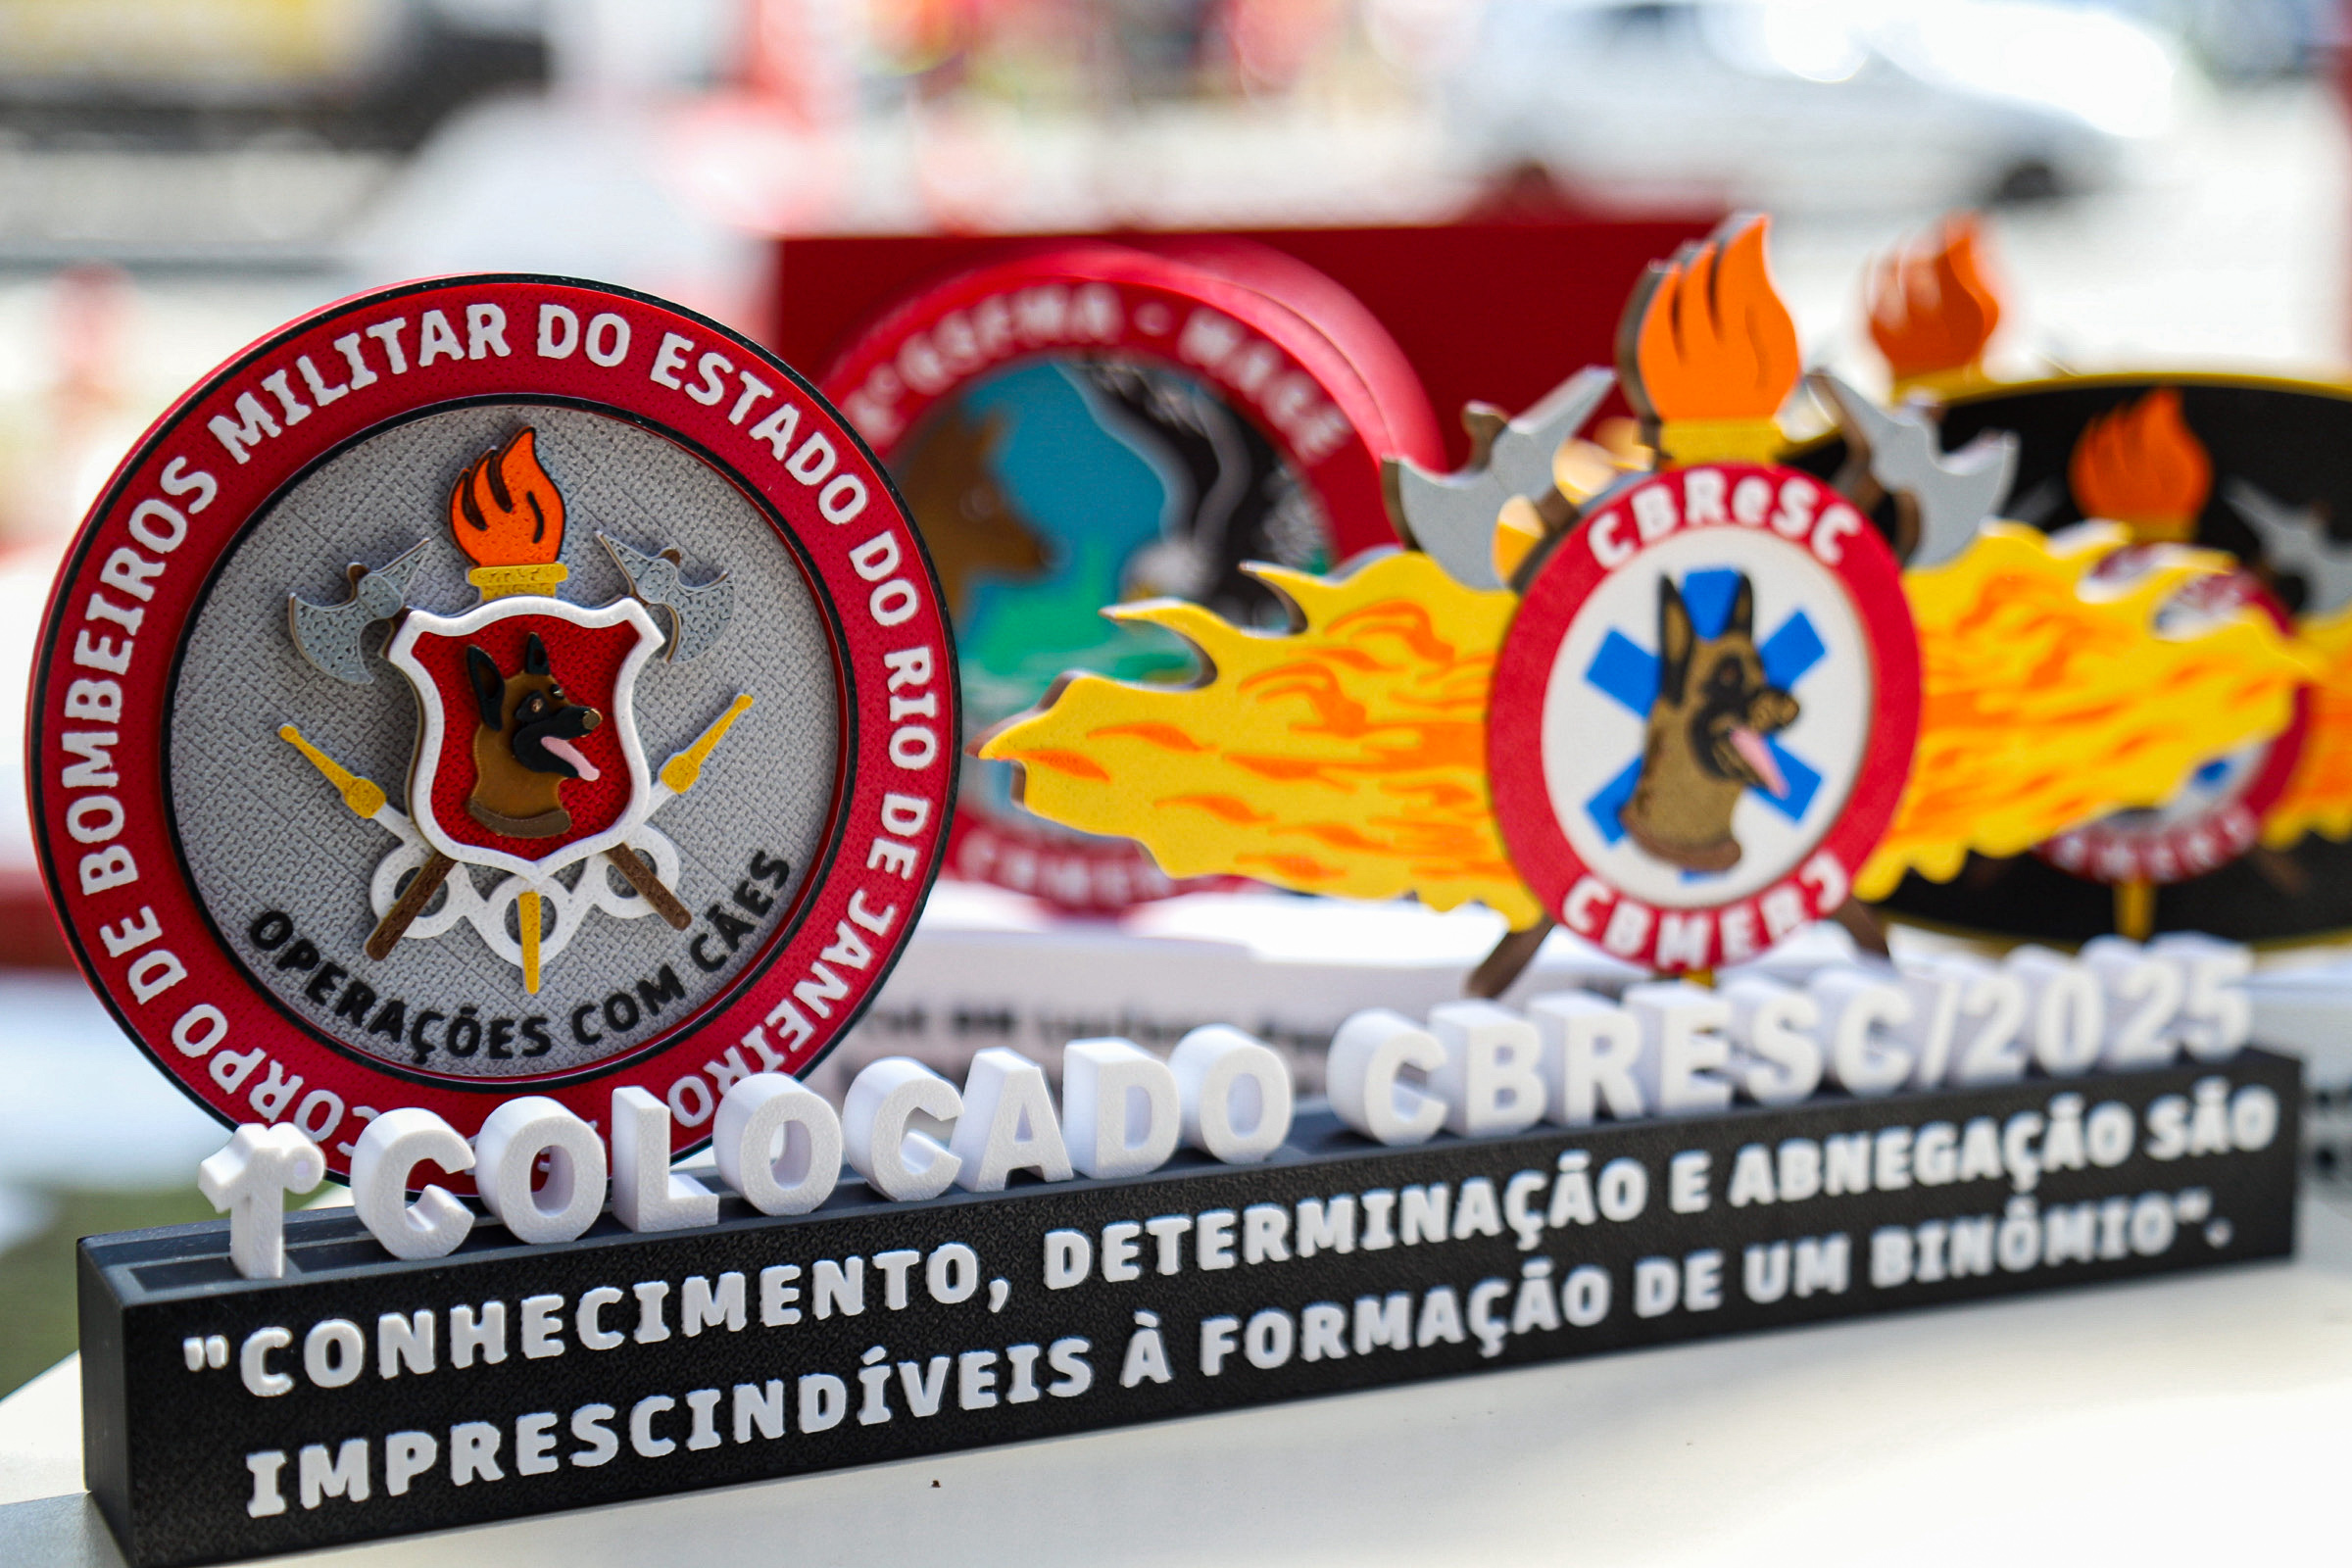 CORPO DE BOMBEIROS MILITAR DO ESTADO DO RIO DE JANEIRO
OPERAÇÕES COM CÃES
CBReSC
CBMERJ
1º COLOCADO CBRESC/2025
"CONHECIMENTO, DETERMINAÇÃO E ABNEGAÇÃO SÃO
IMPRESCINDÍVEIS À FORMAÇÃO DE UM BINÔMIO".